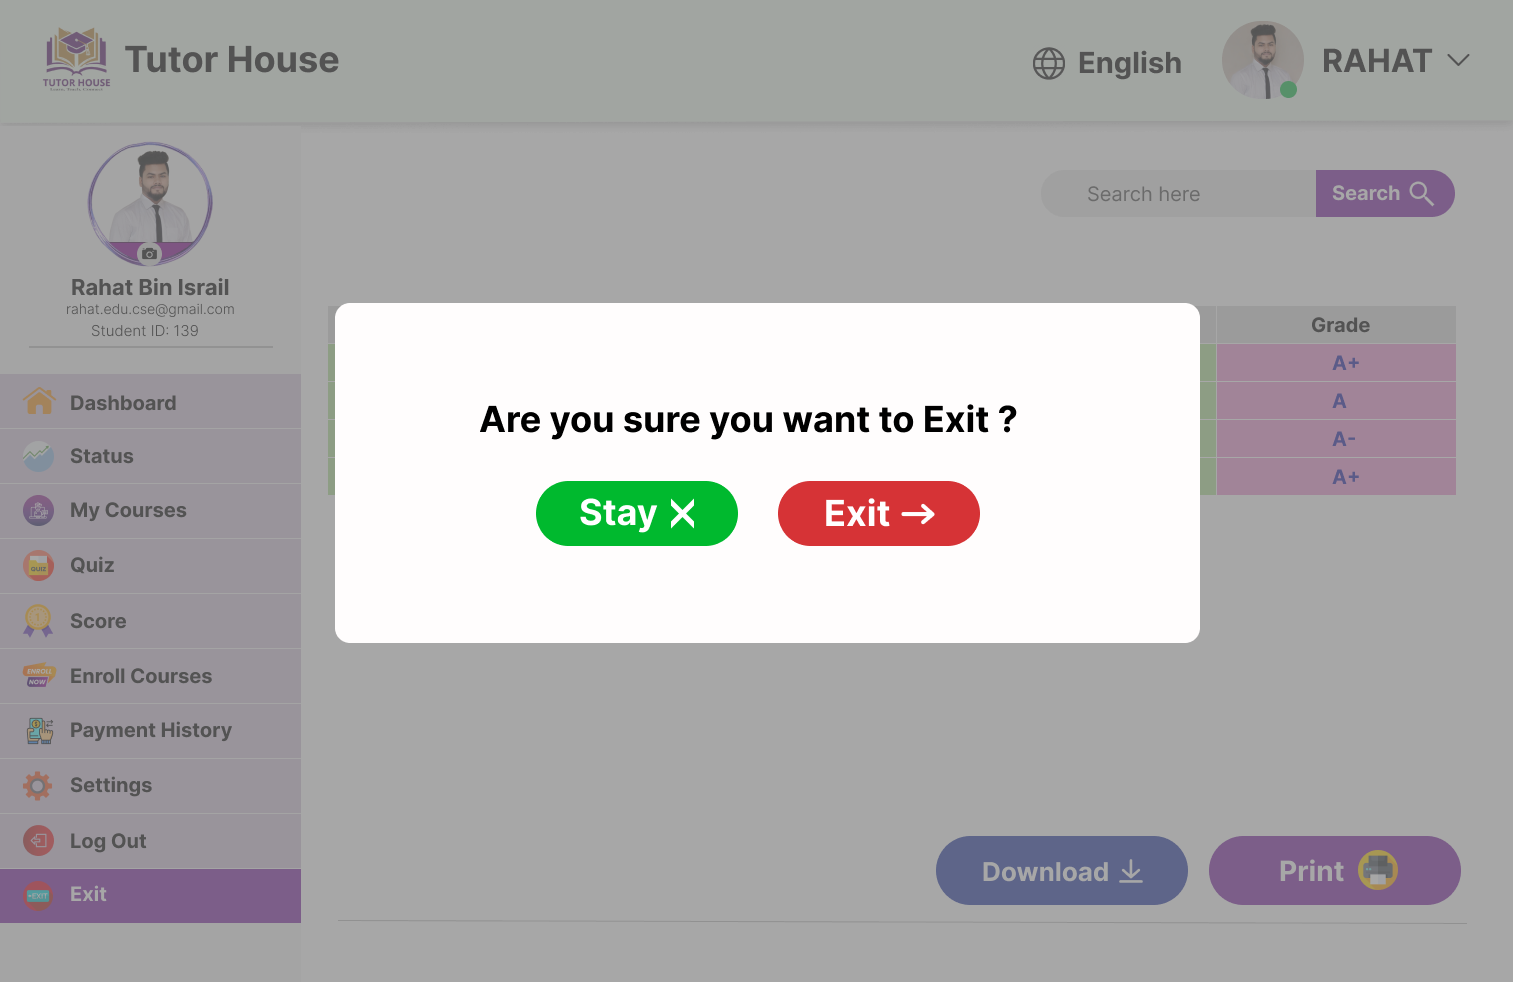 Tutor House
TUTOR HOUSE
English
RAHAT
Search here
Search
Rahat Bin Israil
rahat.edu.cse@gmail.com
Student ID: 139
Dashboard
Status
My Courses
QUIZ
Quiz
1
Score
ENROLL
NOW
Enroll Courses
$
Payment History
Settings
Log Out
EXIT
Exit
Grade
A+
A
A-
A+
Are you sure you want to Exit ?
Stay
Exit
Download
Print